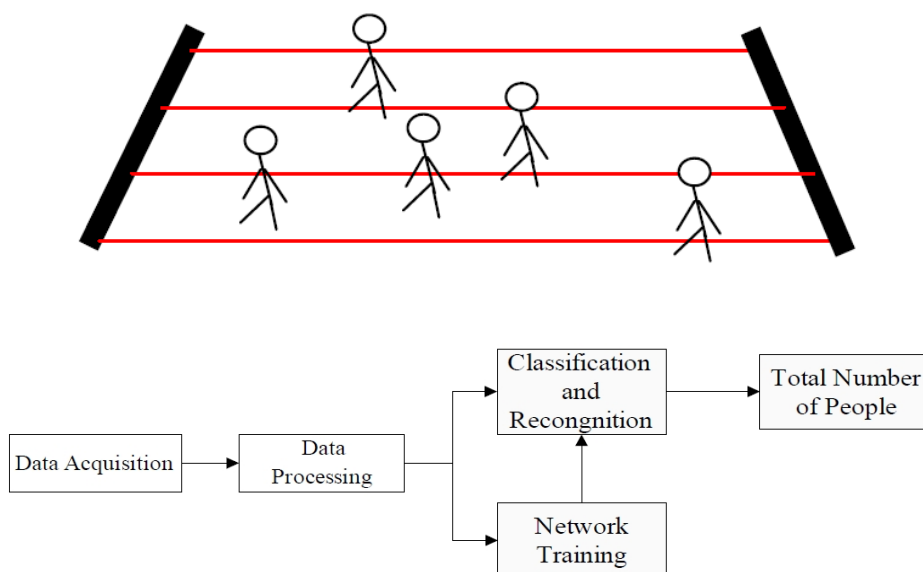 Data Acquisition
Data
Processing
Classification
and
Recongnition
Network
Training
Total Number
of People